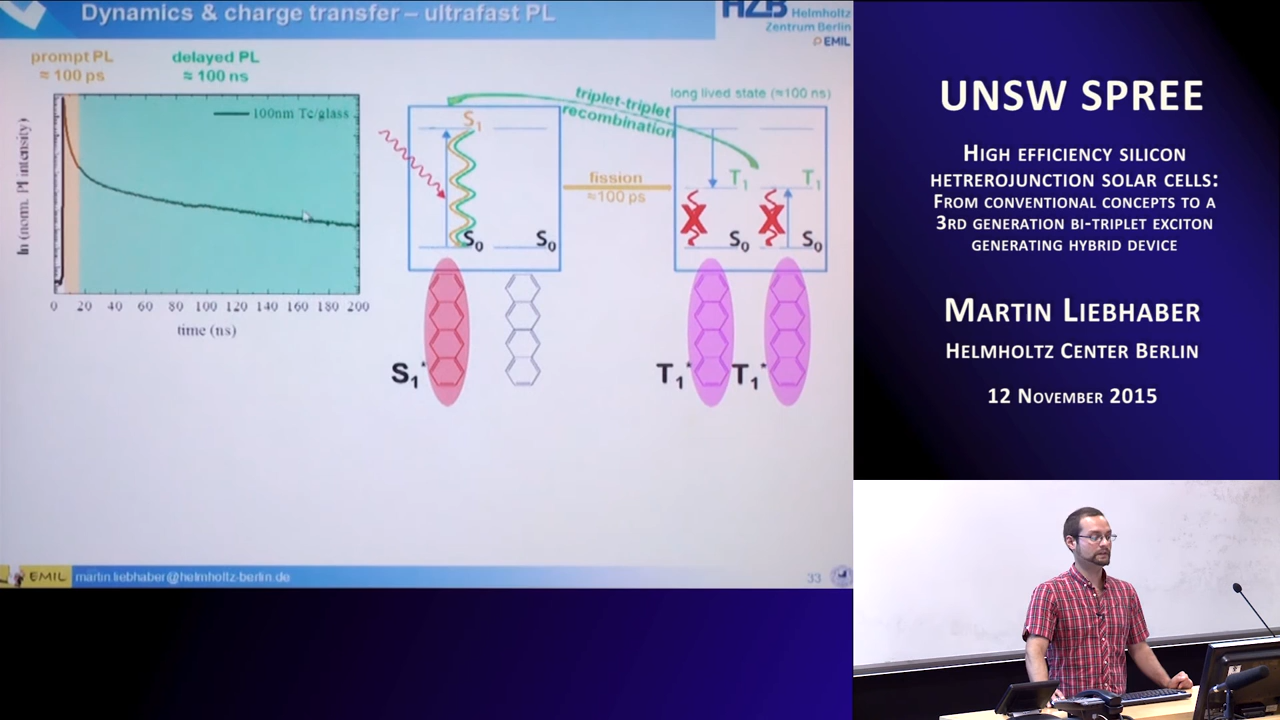 Dynamics & charge transfer – ultrafast PL
HZB Helmholtz
Zentrum Berlin
EMIL
prompt PL
≈ 100 ps
delayed PL
≈ 100 ns
100nm Tc/glass
ln (norm. PL intensity)
0 20 40 60 80 100 120 140 160 180 200
time (ns)
triplet-triplet
recombination
long lived state (≈100 ns)
S1
fission
≈100 ps
T1 T1
S0 S0
S0 S0
S1*
T1* T1*
EMIL martin.liebhaber@helmholtz-berlin.de 33
UNSW SPREE
High efficiency silicon
hetrerojunction solar cells:
From conventional concepts to a
3rd generation bi-triplet exciton
generating hybrid device
Martin Liebhaber
Helmholtz Center Berlin
12 November 2015